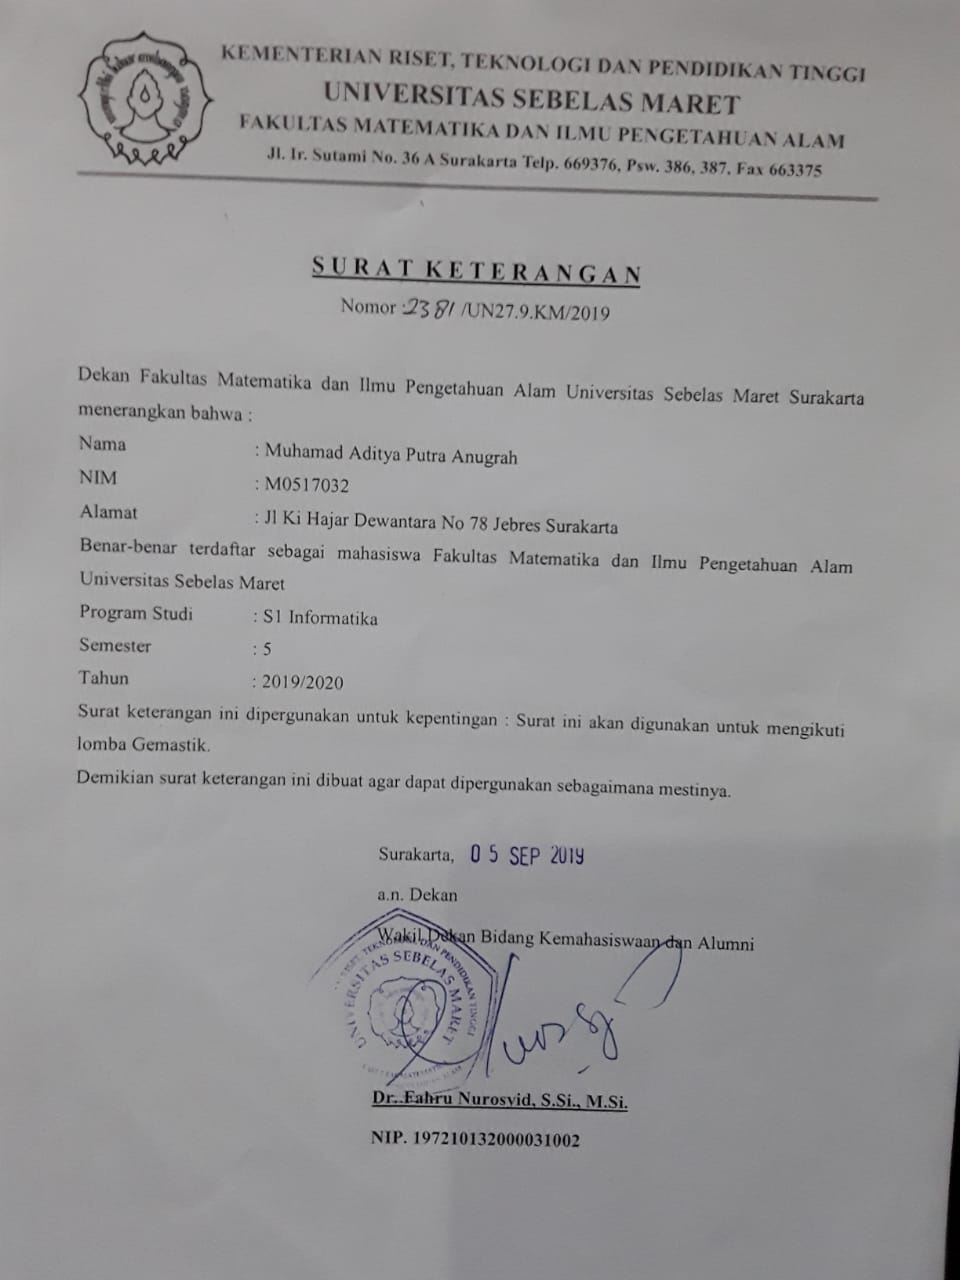 KEMENTERIAN RISET, TEKNOLOGI DAN PENDIDIKAN TINGGI
UNIVERSITAS SEBELAS MARET
FAKULTAS MATEMATIKA DAN ILMU PENGETAHUAN ALAM
Jl. Ir. Sutami No. 36 A Surakarta Telp. 669376, Psw. 386, 387, Fax 663375
SURAT KETERANGAN
Nomor :2381/UN27.9.KM/2019
Dekan Fakultas Matematika dan Ilmu Pengetahuan Alam Universitas Sebelas Maret Surakarta
menerangkan bahwa :
Nama : Muhamad Aditya Putra Anugrah
NIM : M0517032
Alamat : Jl Ki Hajar Dewantara No 78 Jebres Surakarta
Benar-benar terdaftar sebagai mahasiswa Fakultas Matematika dan Ilmu Pengetahuan Alam
Universitas Sebelas Maret
Program Studi : S1 Informatika
Semester : 5
Tahun : 2019/2020
Surat keterangan ini dipergunakan untuk kepentingan : Surat ini akan digunakan untuk mengikuti
lomba Gemastik.
Demikian surat keterangan ini dibuat agar dapat dipergunakan sebagaimana mestinya.
Surakarta, 05 SEP 2019
a.n. Dekan
Wakil Dekan Bidang Kemahasiswaan dan Alumni
RISET, TEKNOLOGI DAN PENDIDIKAN TINGGI
UNIVERSITAS SEBELAS MARET
Dr. Fahru Nurosyid, S.Si., M.Si.
NIP. 197210132000031002